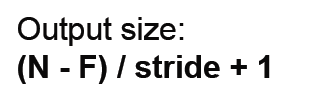 Output size:
(N - F) / stride + 1